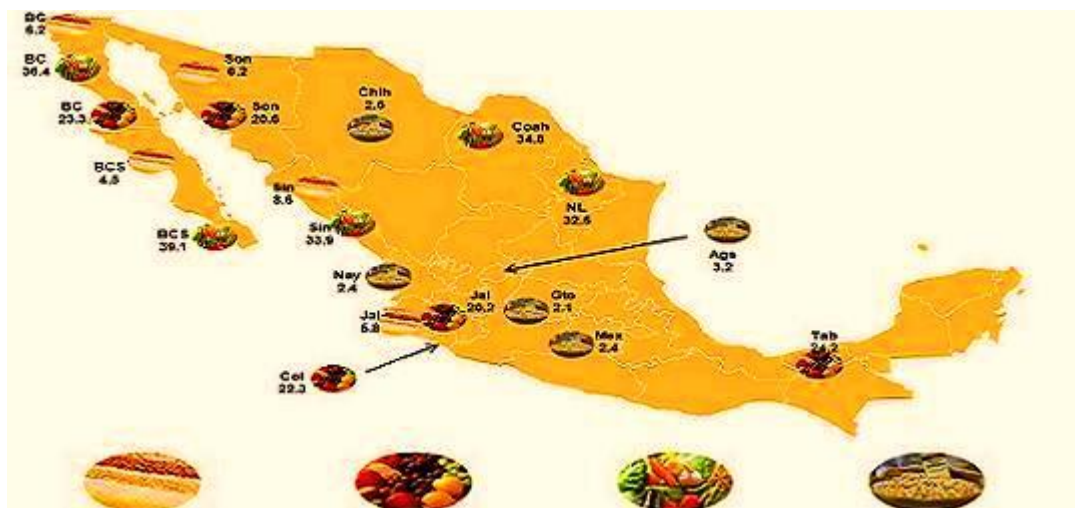 BC
6.2
BC
36.4
Son
6.2
BC
23.3
Son
20.6
Chih
2.6
Coah
34.8
BCS
4.5
Sin
8.6
NL
32.6
BCS
39.1
Sin
33.9
Ags
3.2
Nay
2.4
Jal
20.2
Gto
2.1
Jal
5.8
Mex
2.4
Tab
24.2
Col
22.3